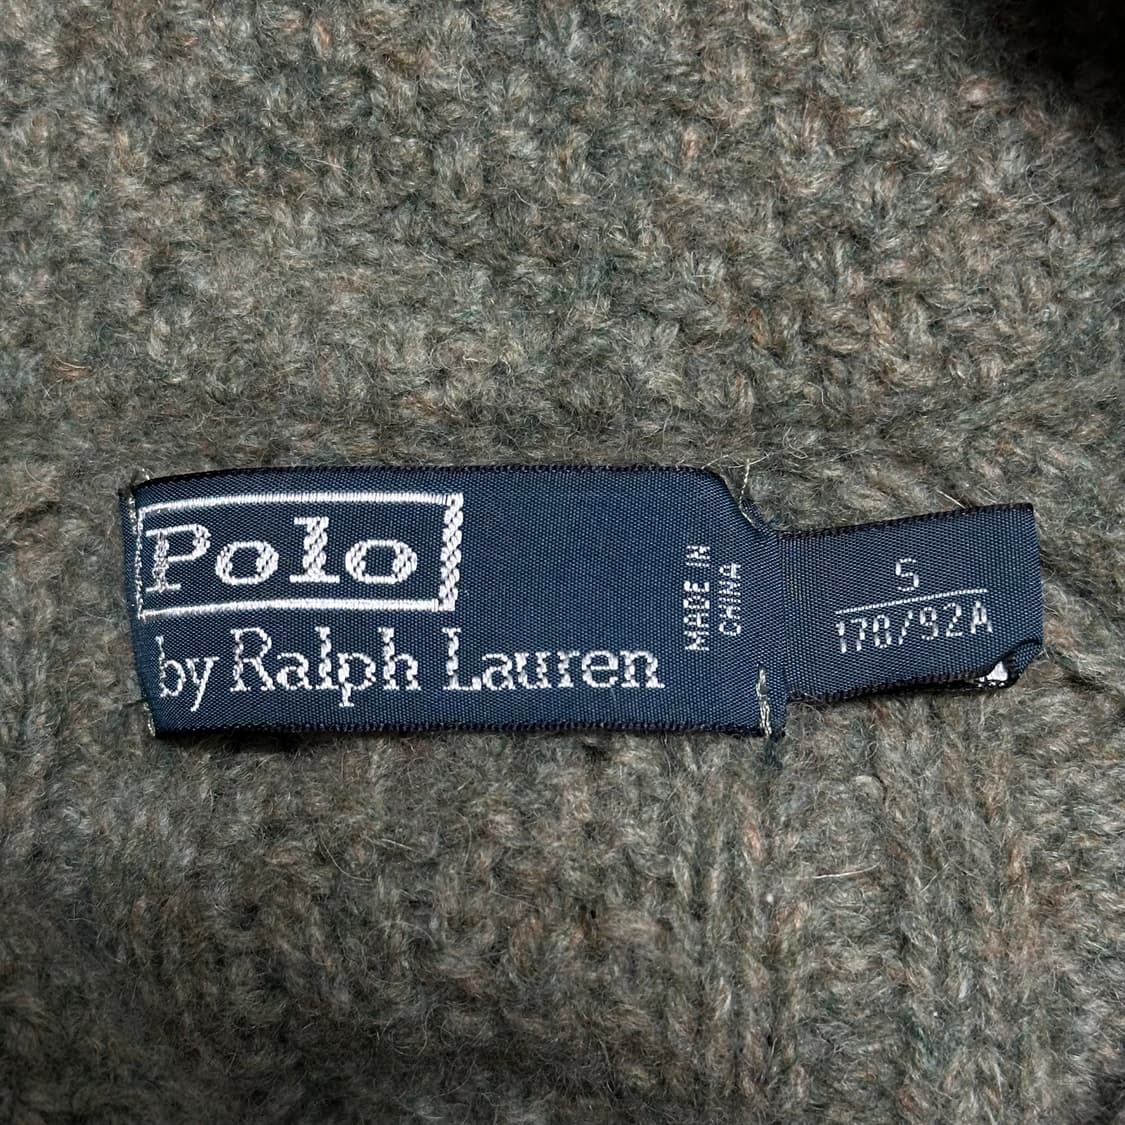 Polo
by Ralph Lauren
MADE IN
CHINA
S
170/92A